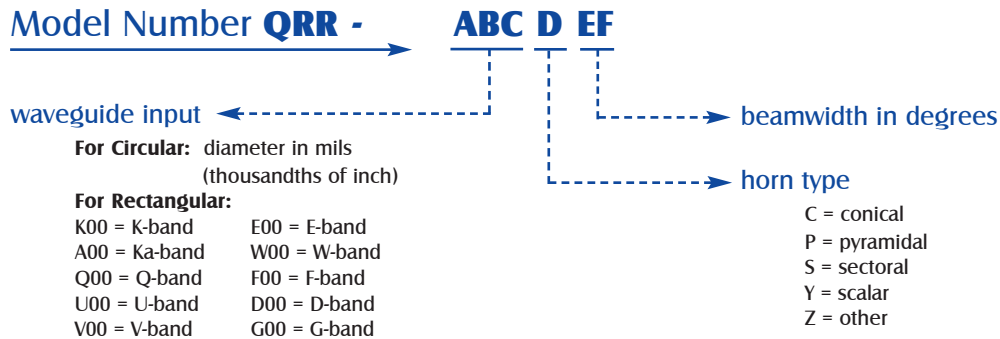 Model Number QRR - ABC D EF
waveguide input
For Circular: diameter in mils
(thousandths of inch)
For Rectangular:
K00 = K-band E00 = E-band
A00 = Ka-band W00 = W-band
Q00 = Q-band F00 = F-band
U00 = U-band D00 = D-band
V00 = V-band G00 = G-band
beamwidth in degrees
horn type
C = conical
P = pyramidal
S = sectoral
Y = scalar
Z = other